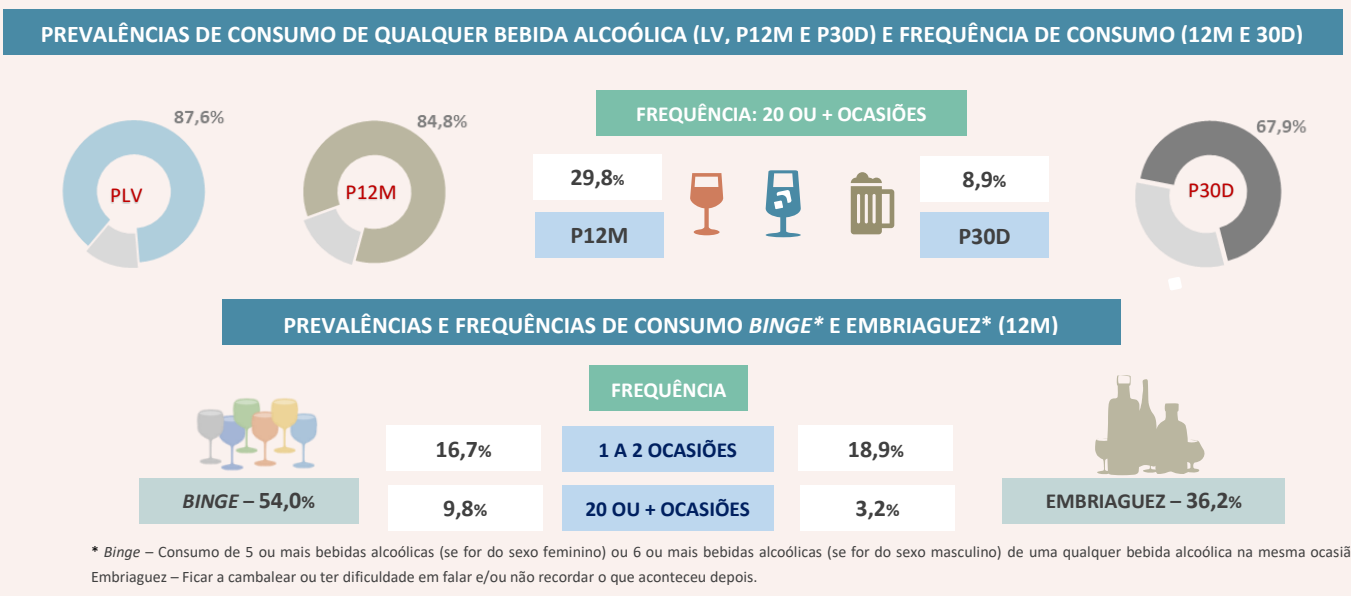 PREVALÊNCIAS DE CONSUMO DE QUALQUER BEBIDA ALCOÓLICA (LV, P12M E P30D) E FREQUÊNCIA DE CONSUMO (12M E 30D)
87,6%
PLV
84,8%
P12M
FREQUÊNCIA: 20 OU + OCASIÕES
29,8%
P12M
8,9%
P30D
67,9%
P30D
PREVALÊNCIAS E FREQUÊNCIAS DE CONSUMO BINGE* E EMBRIAGUEZ* (12M)
FREQUÊNCIA
16,7%
1 A 2 OCASIÕES
18,9%
BINGE – 54,0%
9,8%
20 OU + OCASIÕES
3,2%
EMBRIAGUEZ – 36,2%
* Binge – Consumo de 5 ou mais bebidas alcoólicas (se for do sexo feminino) ou 6 ou mais bebidas alcoólicas (se for do sexo masculino) de uma qualquer bebida alcoólica na mesma ocasiã
Embriaguez – Ficar a cambalear ou ter dificuldade em falar e/ou não recordar o que aconteceu depois.